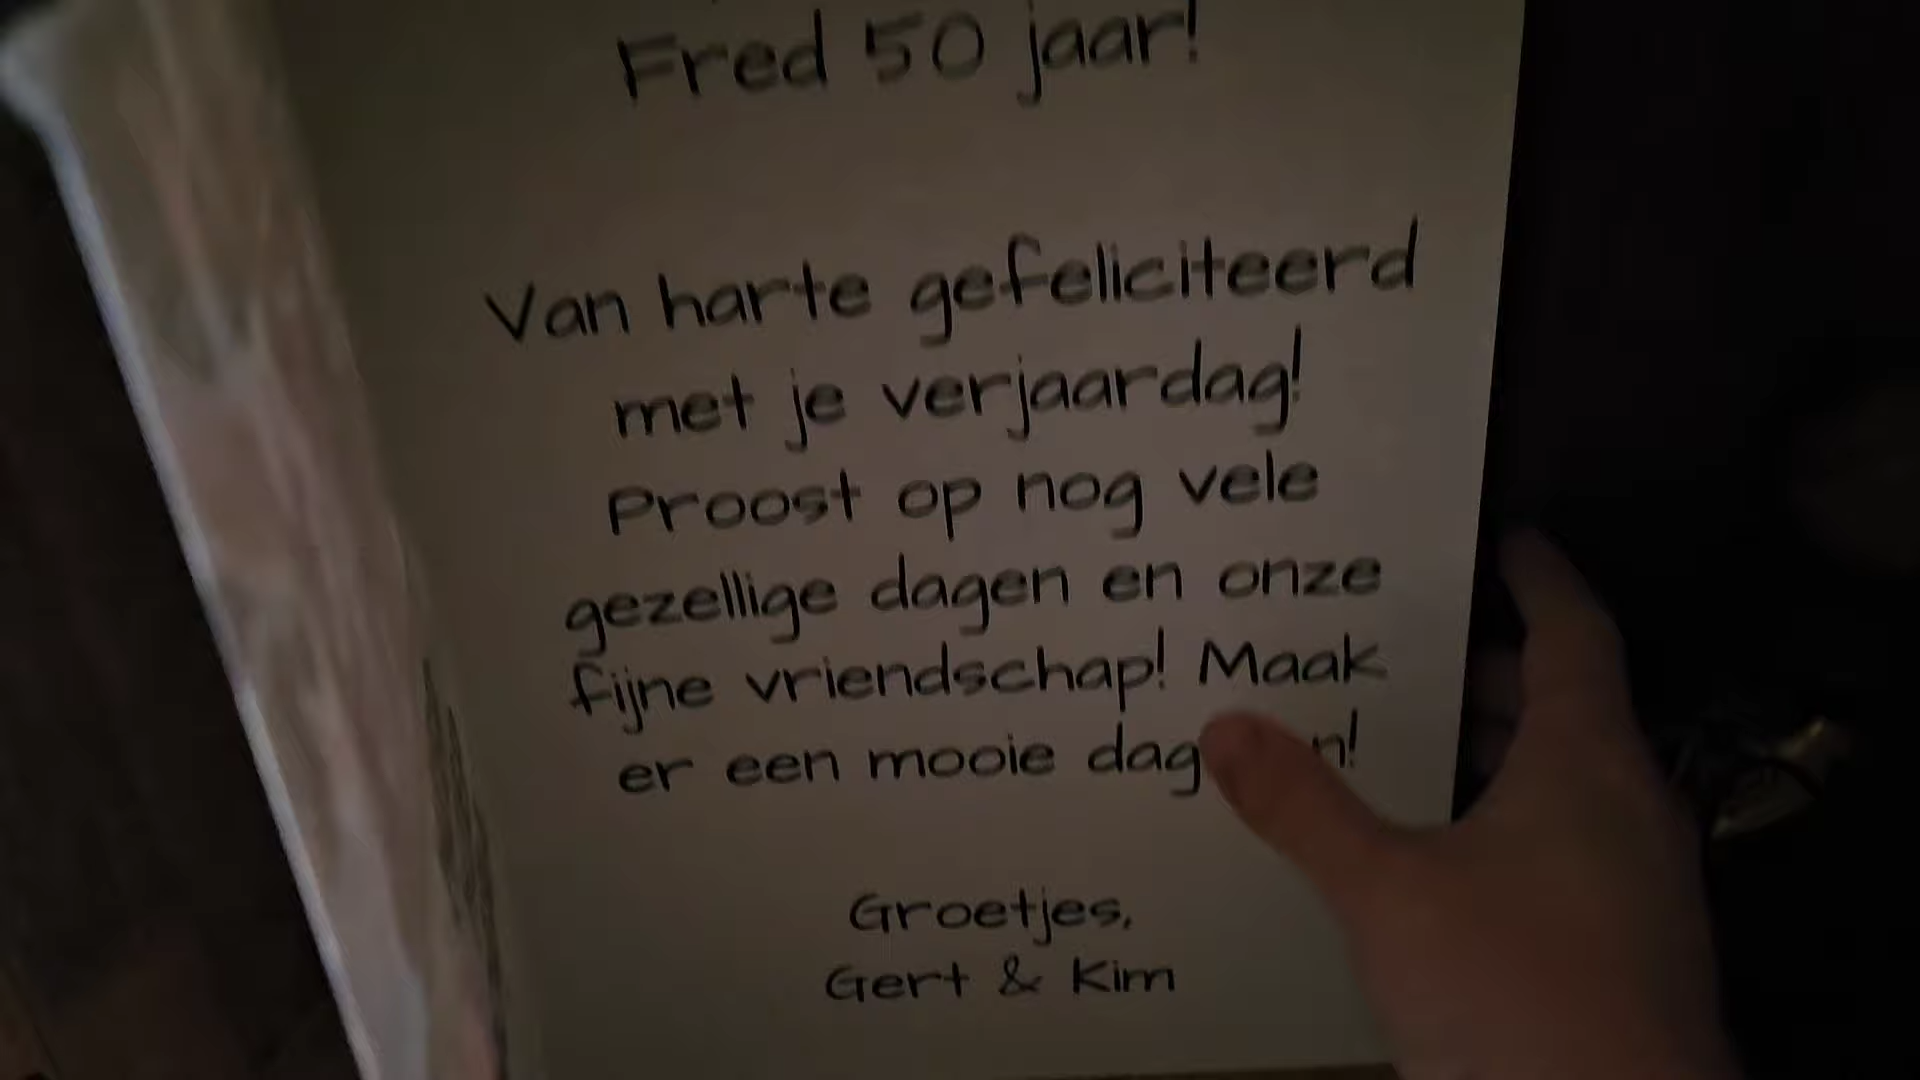 Fred 50 jaar!
Van harte gefeliciteerd
met je verjaardag!
Proost op nog vele
gezellige dagen en onze
fijne vriendschap! Maak
er een mooie dag n!
Groetjes,
Gert & Kim